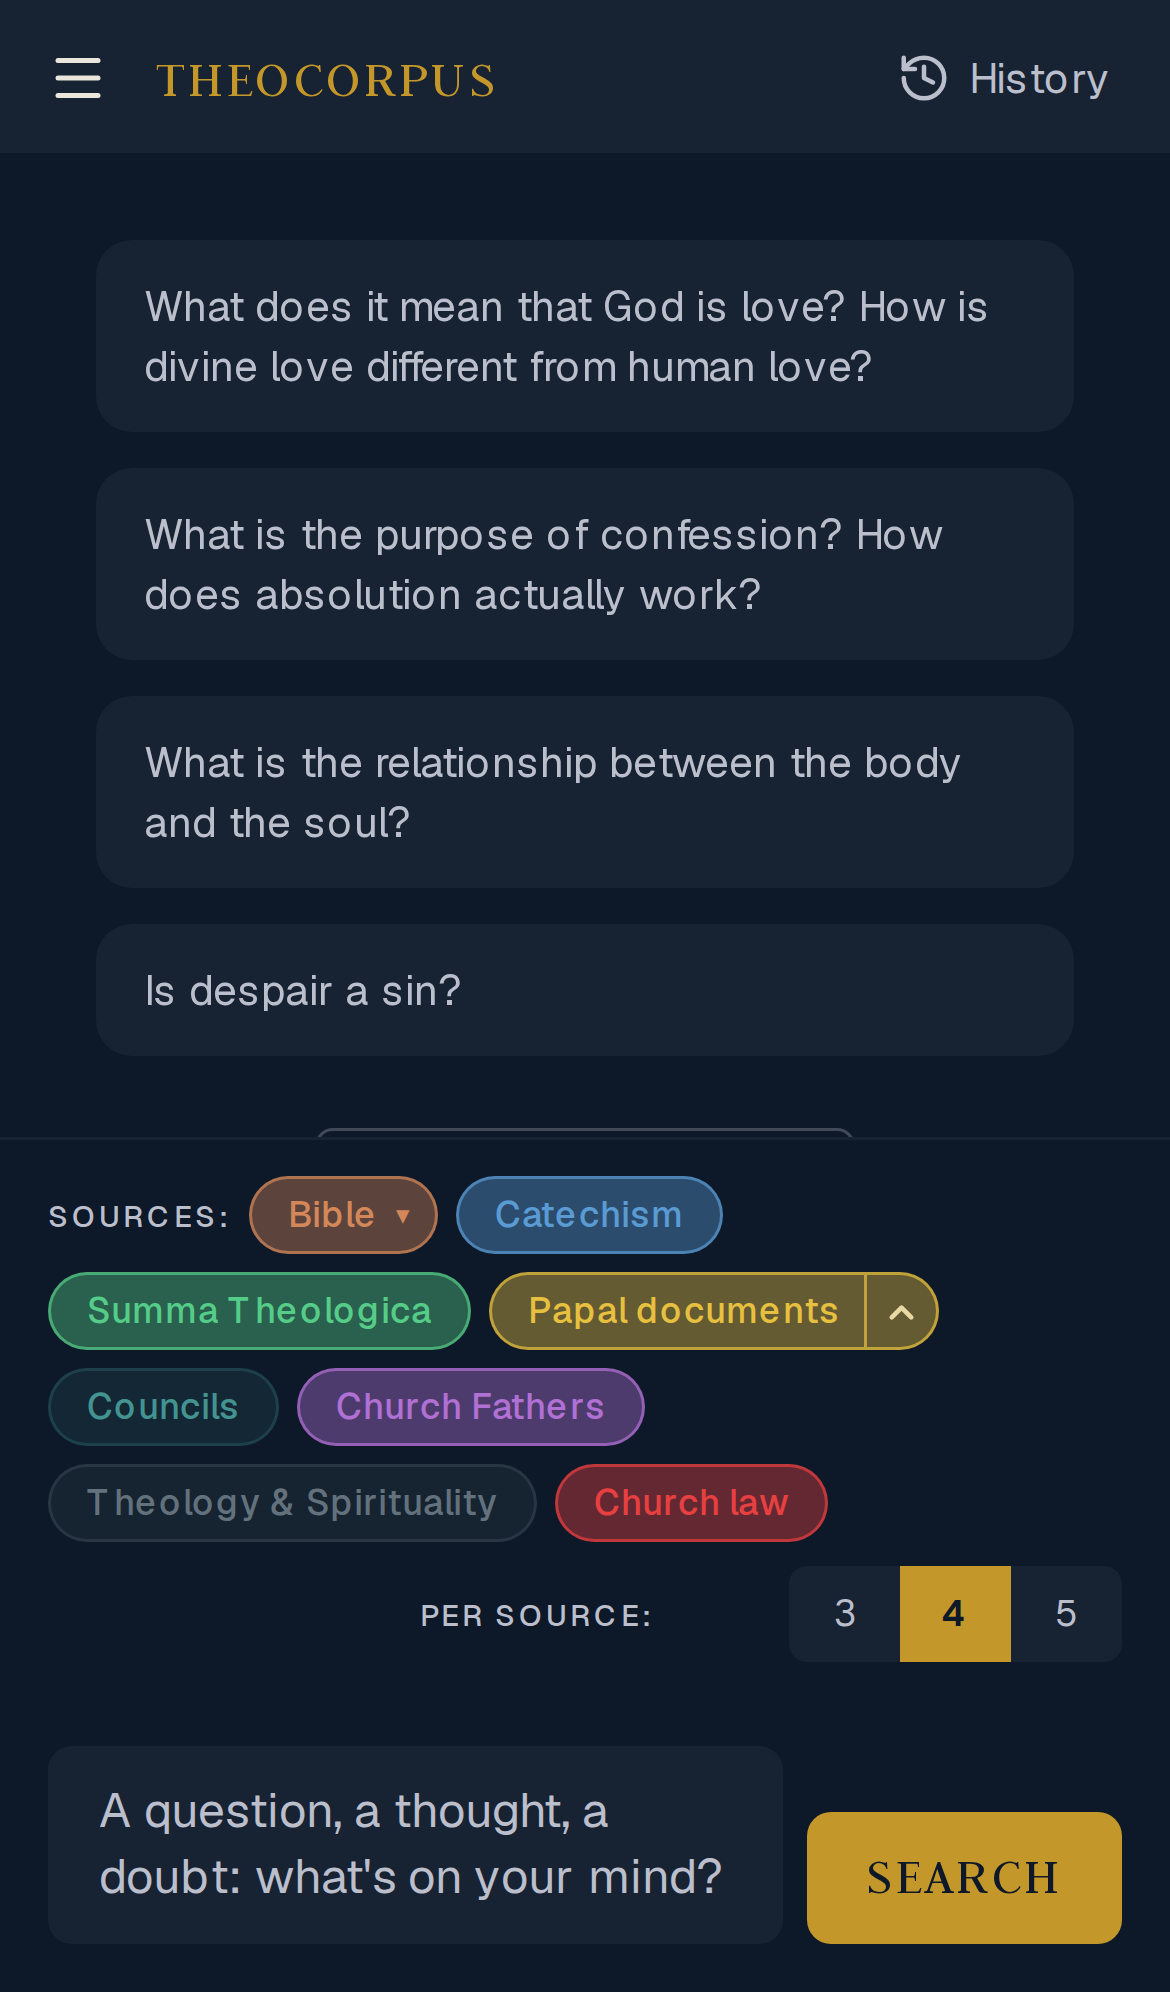 THEOCORPUS
History
What does it mean that God is love? How is
divine love different from human love?
What is the purpose of confession? How
does absolution actually work?
What is the relationship between the body
and the soul?
Is despair a sin?
SOURCES: Bible ▼ Catechism
Summa Theologica Papal documents
Councils Church Fathers
Theology & Spirituality Church law
PER SOURCE: 3 4 5
A question, a thought, a
doubt: what's on your mind?
SEARCH